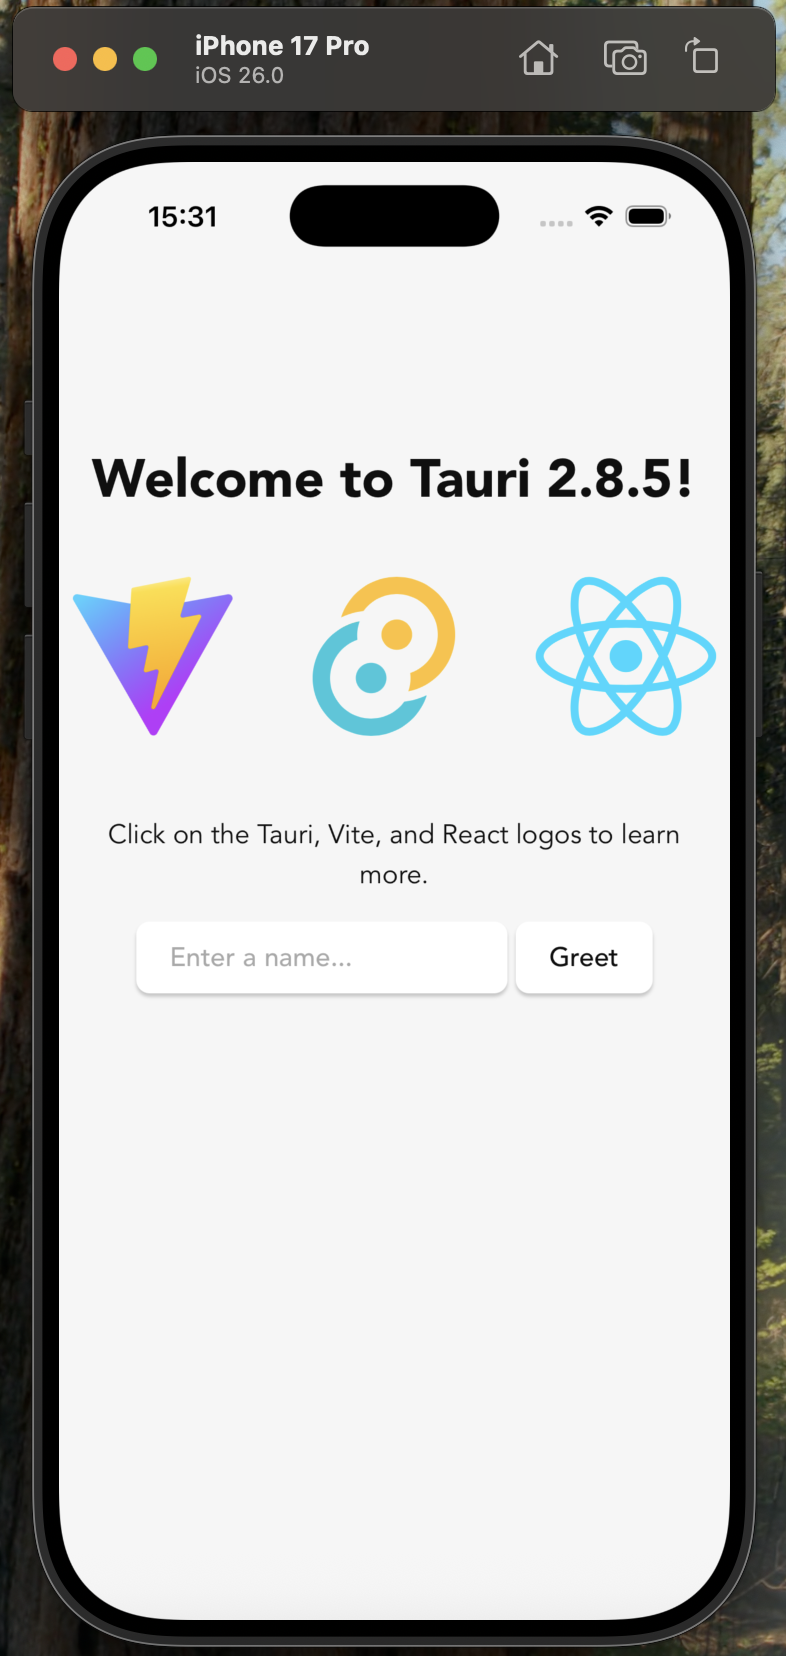 iPhone 17 Pro
iOS 26.0
15:31
Welcome to Tauri 2.8.5!
Click on the Tauri, Vite, and React logos to learn
more.
Enter a name...
Greet